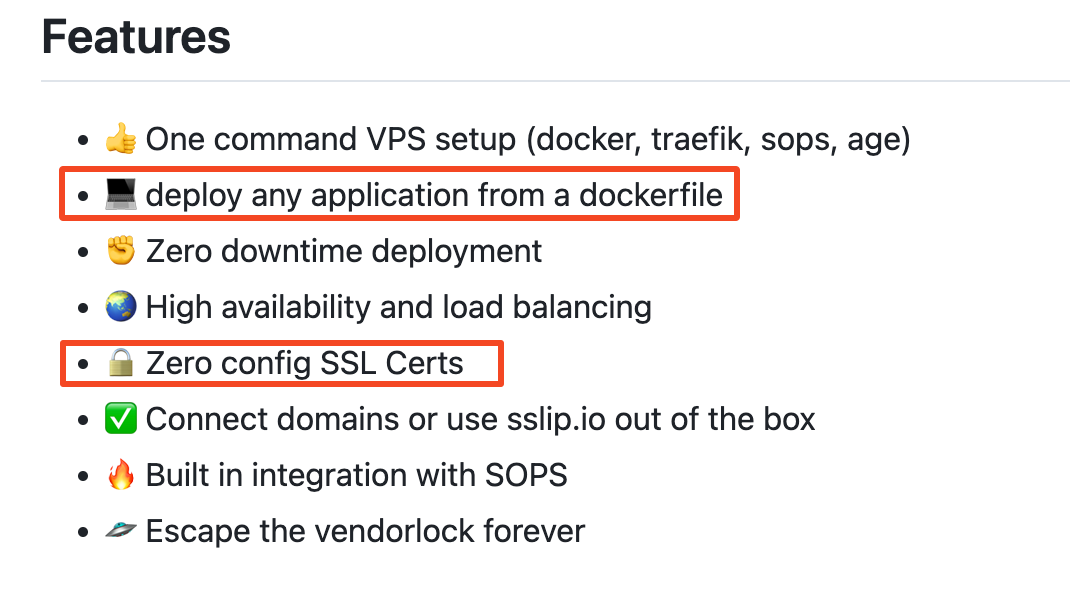 Features
• 👍 One command VPS setup (docker, traefik, sops, age)
• 💻 deploy any application from a dockerfile
• ✊ Zero downtime deployment
• 🌏 High availability and load balancing
• 🔒 Zero config SSL Certs
• ✅ Connect domains or use sslip.io out of the box
• 🔥 Built in integration with SOPS
• 🛸 Escape the vendorlock forever